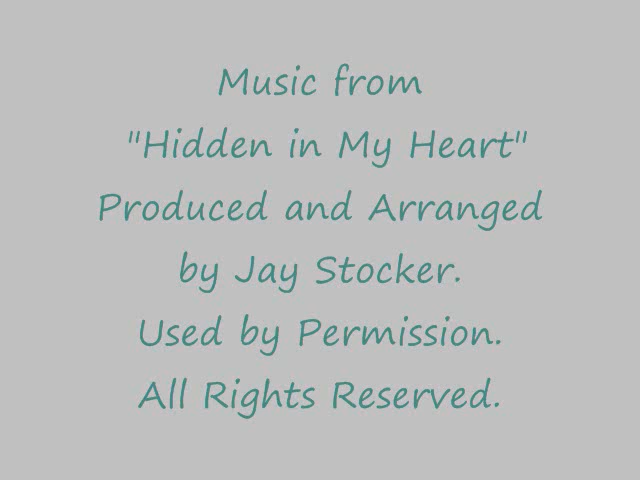 Music from
"Hidden in My Heart"
Produced and Arranged
by Jay Stocker.
Used by Permission.
All Rights Reserved.